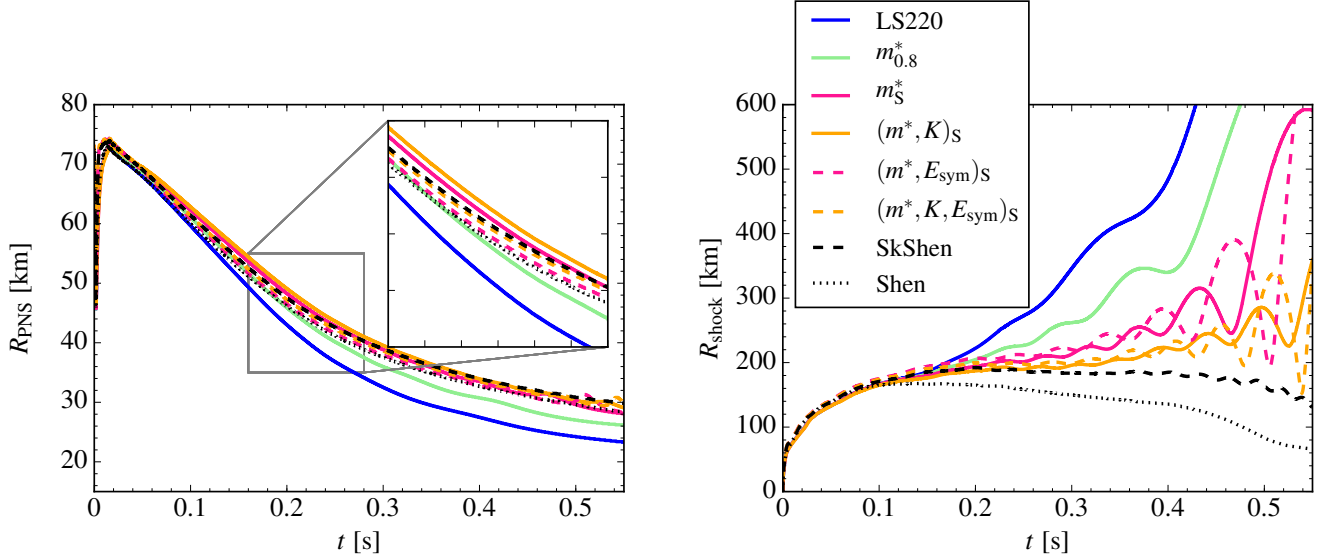 80
70
60
50
40
30
20
R_PNS [km]
0
0.1
0.2
0.3
0.4
0.5
t [s]
LS220
m*_0.8
m*_S
(m*, K)_S
(m*, E_sym)_S
(m*, K, E_sym)_S
SkShen
Shen
600
500
400
300
200
100
0
R_shock [km]
0
0.1
0.2
0.3
0.4
0.5
t [s]